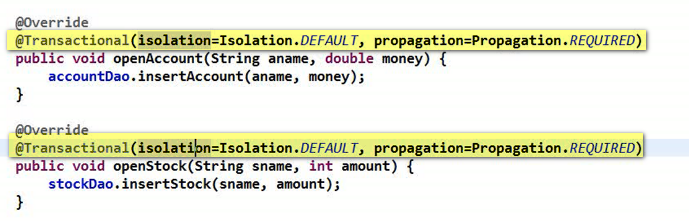 @Override
@Transactional(isolation=Isolation.DEFAULT, propagation=Propagation.REQUIRED)
public void openAccount(String aname, double money) {
accountDao.insertAccount(aname, money);
}
@Override
@Transactional(isolation=Isolation.DEFAULT, propagation=Propagation.REQUIRED)
public void openStock(String sname, int amount) {
stockDao.insertStock(sname, amount);
}